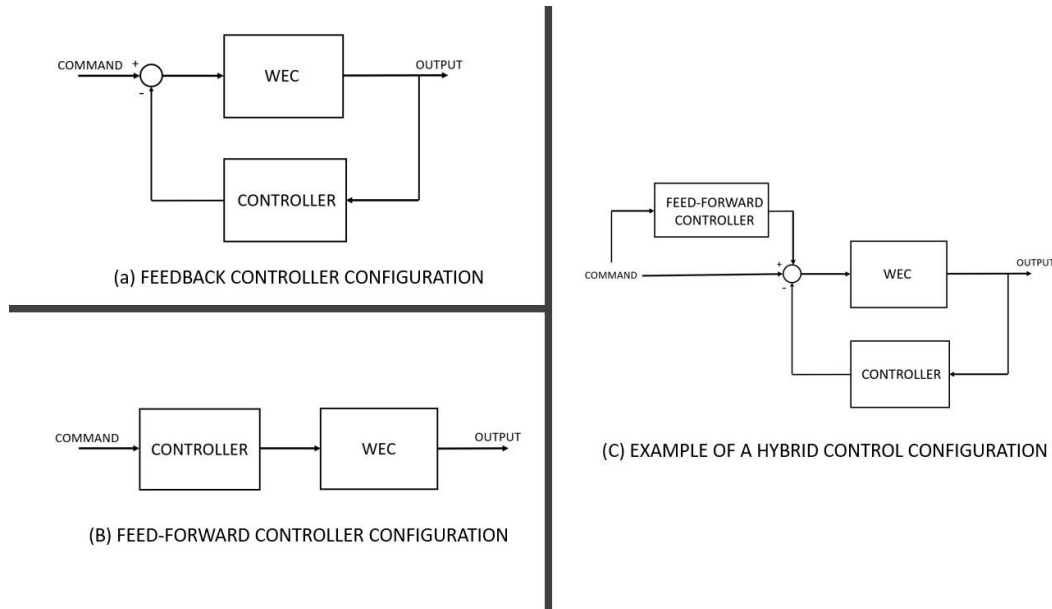 COMMAND
+
-
WEC
OUTPUT
CONTROLLER
(a) FEEDBACK CONTROLLER CONFIGURATION
COMMAND
CONTROLLER
WEC
OUTPUT
(B) FEED-FORWARD CONTROLLER CONFIGURATION
FEED-FORWARD
CONTROLLER
COMMAND
+
-
WEC
OUTPUT
CONTROLLER
(C) EXAMPLE OF A HYBRID CONTROL CONFIGURATION